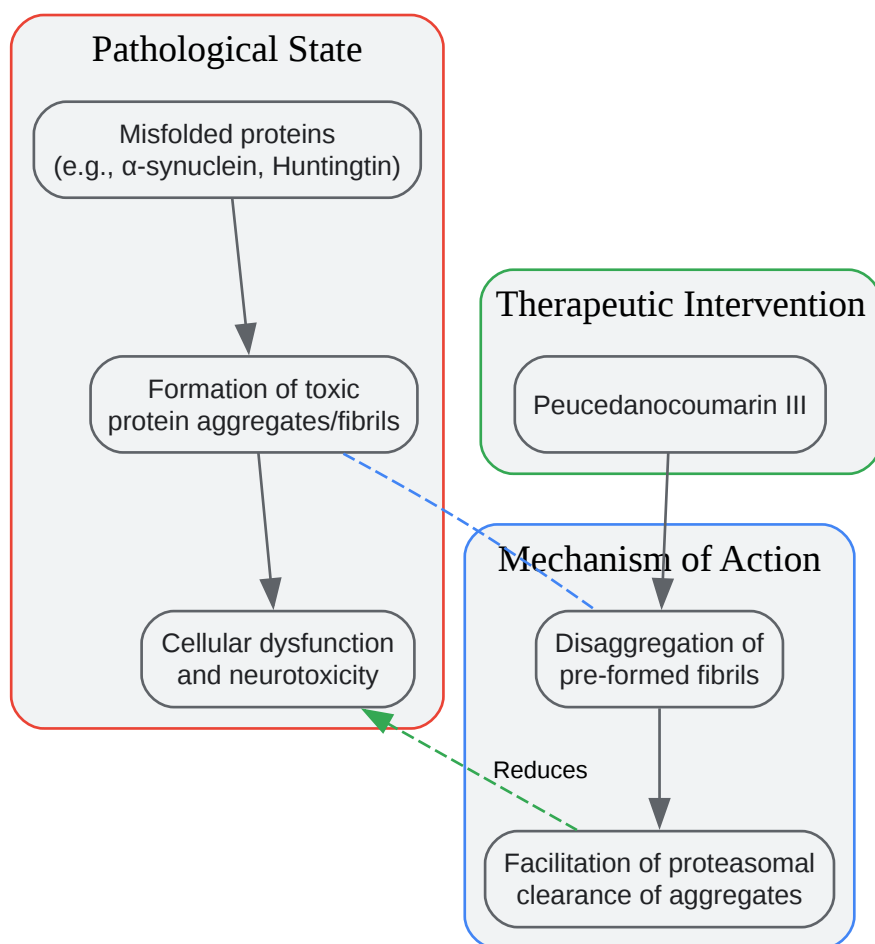 Pathological State
Misfolded proteins
(e.g., α-synuclein, Huntingtin)
Formation of toxic
protein aggregates/fibrils
Cellular dysfunction
and neurotoxicity
Therapeutic Intervention
Peucedanocoumarin III
Mechanism of Action
Disaggregation of
pre-formed fibrils
Reduces
Facilitation of proteasomal
clearance of aggregates